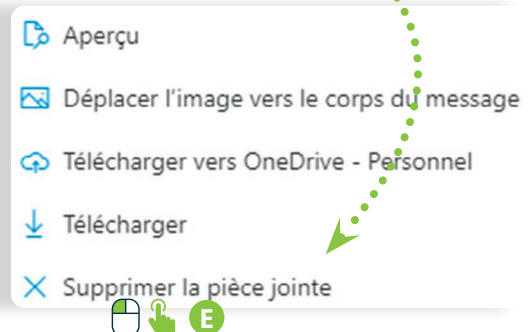 Aperçu
Déplacer l'image vers le corps du message
Télécharger vers OneDrive - Personnel
Télécharger
Supprimer la pièce jointe
E